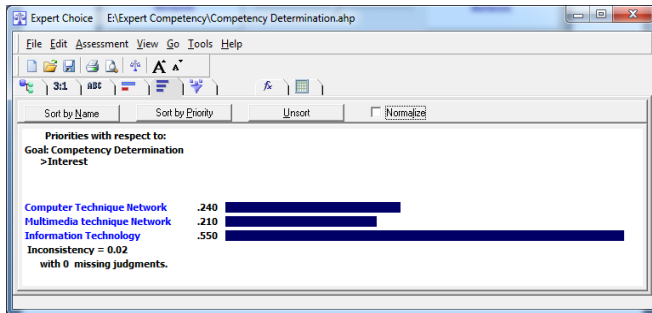 Expert Choice E:\Expert Competency\Competency Determination.ahp
File Edit Assessment View Go Tools Help
A A
3:1 ABC fx
Sort by Name Sort by Priority Unsort Normalize
Priorities with respect to:
Goal: Competency Determination
>Interest
Computer Technique Network .240
Multimedia technique Network .210
Information Technology .550
Inconsistency = 0.02
with 0 missing judgments.